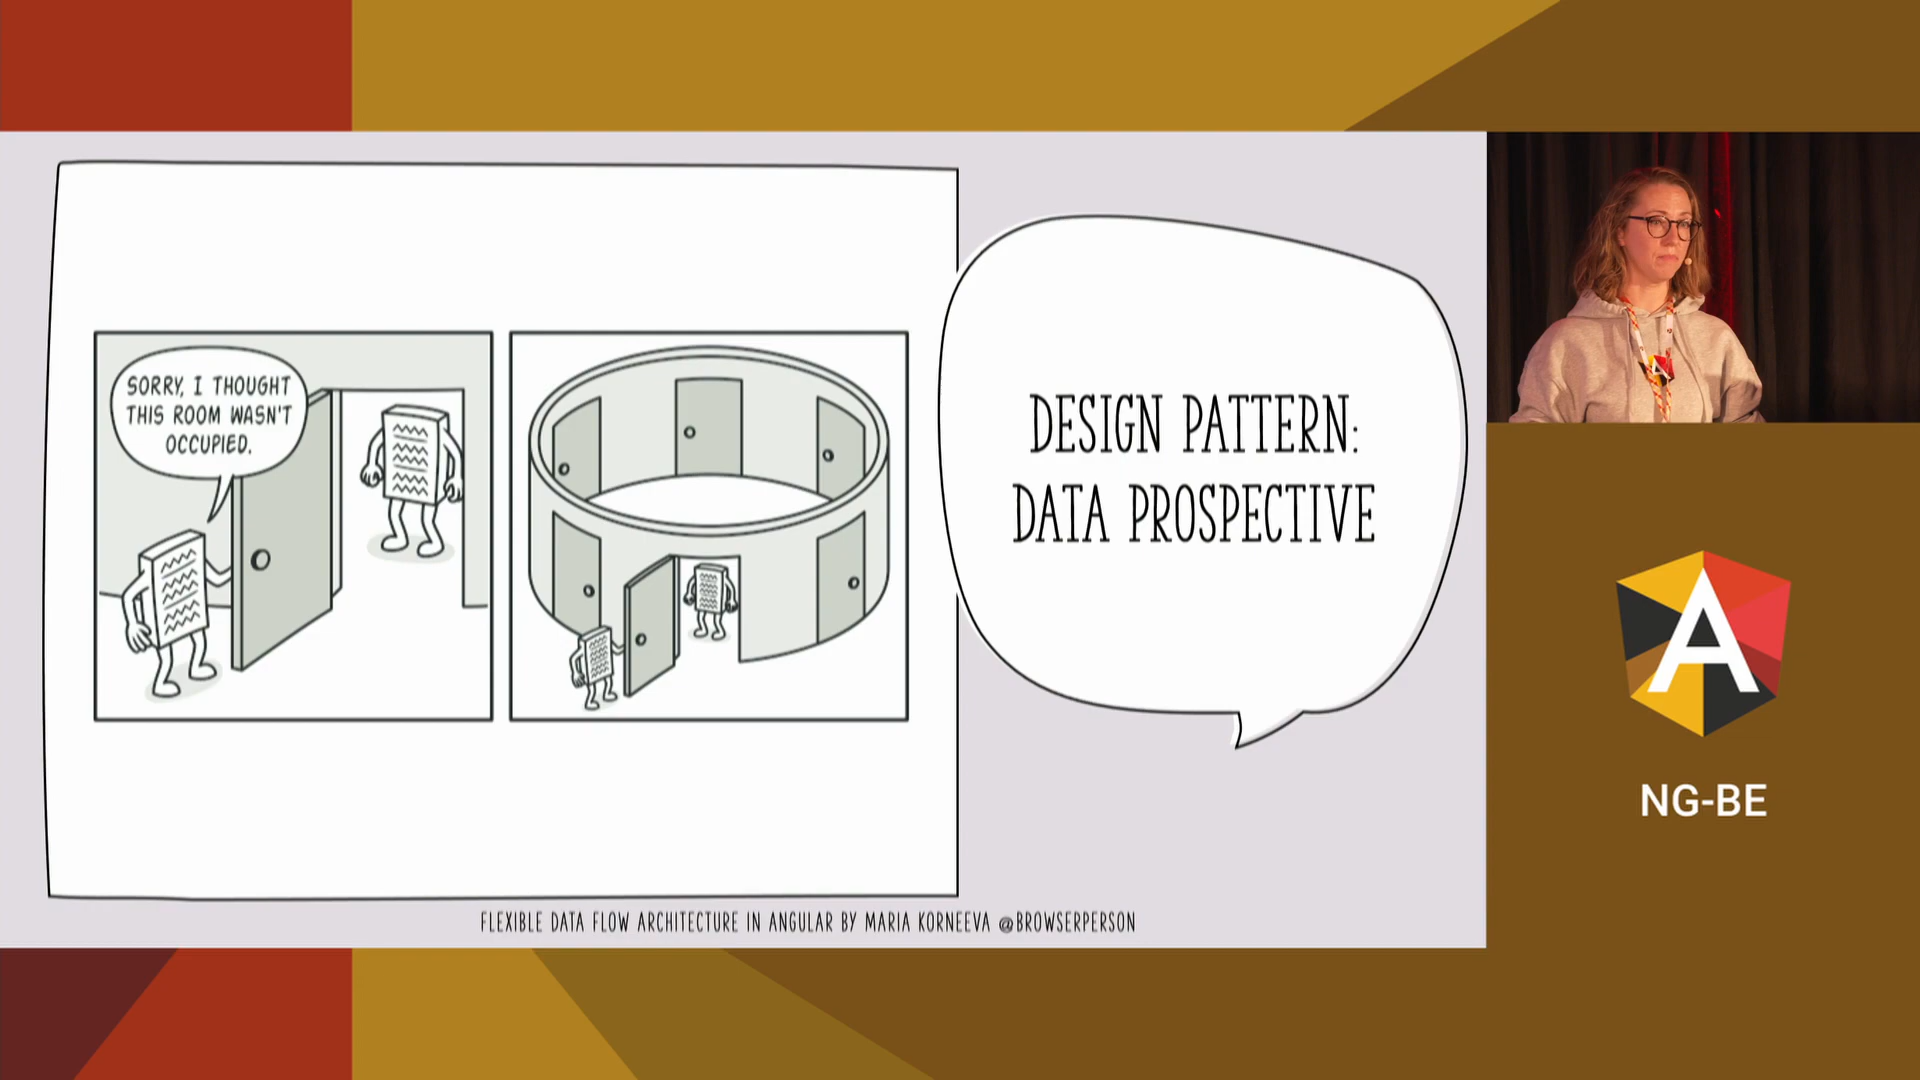 SORRY, I THOUGHT
THIS ROOM WASN'T
OCCUPIED.
DESIGN PATTERN:
DATA PROSPECTIVE
FLEXIBLE DATA FLOW ARCHITECTURE IN ANGULAR BY MARIA KORNEEVA @BROWSERPERSON
A
NG-BE